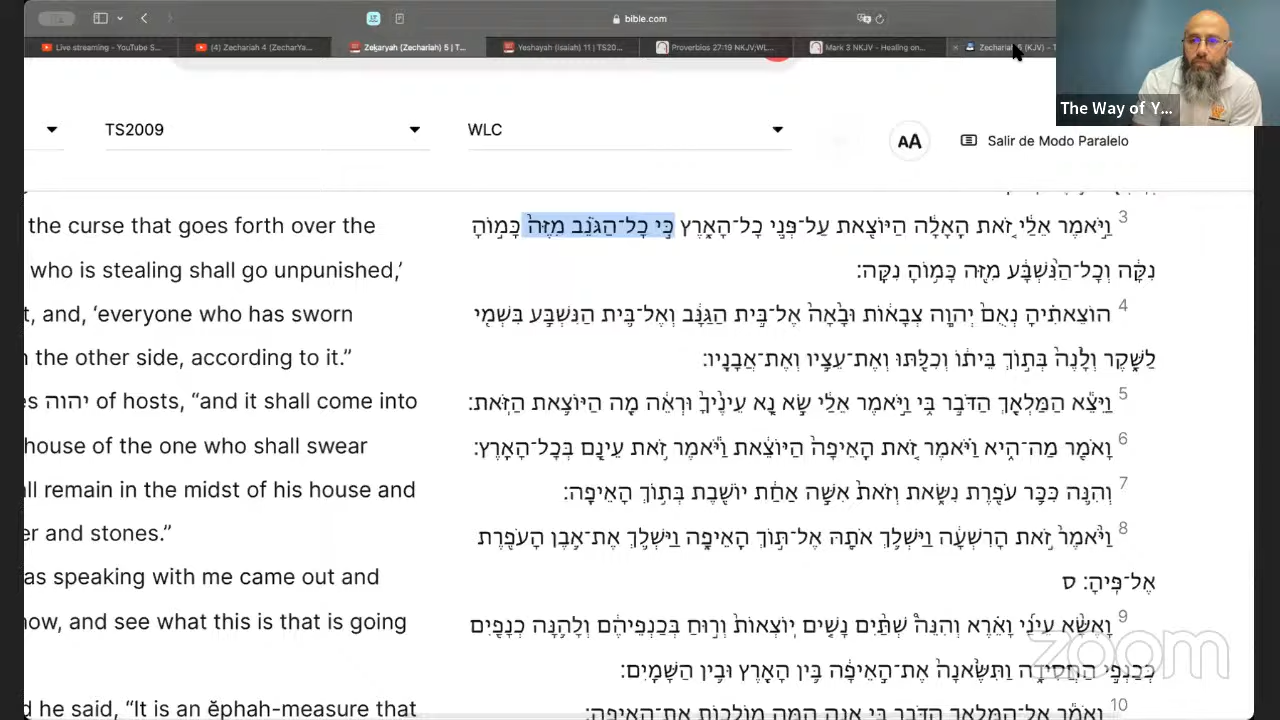 bible.com
Live streaming - YouTube S...
(4) Zechariah 4 (ZecharYa...
Zeḵaryah (Zechariah) 5 | T...
Yeshayah (Isaiah) 11 | TS20...
Proverbios 27:19 NKJV;WL...
Mark 3 NKJV - Healing on...
The Way of Y...
TS2009
WLC
AA
Salir de Modo Paralelo
the curse that goes forth over the
who is stealing shall go unpunished,’
t, and, ‘everyone who has sworn
the other side, according to it.”
es יהוה of hosts, “and it shall come into
house of the one who shall swear
ll remain in the midst of his house and
er and stones.”
as speaking with me came out and
now, and see what this is that is going
d he said, “It is an ĕphah-measure that
3 וַיֹּ֣אמֶר אֵלַ֔י זֹ֚את הָֽאָלָ֔ה הַיּוֹצֵ֖את עַל־פְּנֵ֣י כָל־הָאָ֑רֶץ כִּ֣י כָל־הַגֹּנֵ֗ב מִזֶּה֙ כָּמ֣וֹהָ
נִקָּ֔ה וְכָל־הַ֨נִּשְׁבָּ֔ע מִזֶּ֖ה כָּמ֥וֹהָ נִקָּֽה׃
4 הוֹצֵאתִ֗יהָ נְאֻם֙ יְהוָ֣ה צְבָא֔וֹת וּבָ֙אָה֙ אֶל־בֵּ֣ית הַגַּנָּ֔ב וְאֶל־בֵּ֛ית הַנִּשְׁבָּ֥ע בִּשְׁמִ֖י
לַשָּׁ֑קֶר וְלָ֙נֶה֙ בְּת֣וֹךְ בֵּית֔וֹ וְכִלַּ֖תּוּ וְאֶת־עֵצָ֥יו וְאֶת־אֲבָנָֽיו׃
5 וַיֵּצֵ֕א הַמַּלְאָ֖ךְ הַדֹּבֵ֣ר בִּ֑י וַיֹּ֣אמֶר אֵלַ֔י שָׂ֣א נָ֤א עֵינֶ֙יךָ֙ וּרְאֵ֔ה מָ֖ה הַיּוֹצֵ֥את הַזֹּֽאת׃
6 וָאֹמַ֖ר מַה־הִ֑יא וַיֹּ֗אמֶר זֹ֤את הָֽאֵיפָה֙ הַיּוֹצֵ֔את וַיֹּ֕אמֶר זֹ֥את עֵינָ֖ם בְּכָל־הָאָֽרֶץ׃
7 וְהִנֵּ֛ה כִּכַּ֥ר עֹפֶ֖רֶת נִשֵּׂ֑את וְזֹאת֙ אִשָּׁ֣ה אַחַ֔ת יוֹשֶׁ֖בֶת בְּת֥וֹךְ הָאֵיפָֽה׃
8 וַיֹּ֙אמֶר֙ זֹ֣את הָרִשְׁעָ֔ה וַיַּשְׁלֵ֥ךְ אֹתָ֖הּ אֶל־תּ֣וֹךְ הָֽאֵיפָ֑ה וַיַּשְׁלֵ֛ךְ אֶת־אֶ֥בֶן הָעֹפֶ֖רֶת
אֶל־פִּֽיהָ׃ ס
9 וָאֶשָּׂ֨א עֵינַ֜י וָאֵ֗רֶא וְהִנֵּה֩ שְׁתַּ֨יִם נָשִׁ֤ים יֽוֹצְאוֹת֙ וְר֣וּחַ בְּכַנְפֵיהֶ֔ם וְלָהֵ֥נָּה כְנָפַ֖יִם
כְּכַנְפֵ֣י הַחֲסִידָ֑ה וַתִּשֶּׂ֙אנָה֙ אֶת־הָ֣אֵיפָ֔ה בֵּ֥ין הָאָ֖רֶץ וּבֵ֥ין הַשָּׁמָֽיִם׃
10 וָאֹמַ֕ר אֶל־הַמַּלְאָ֖ךְ הַדֹּבֵ֣ר בִּ֑י אָ֛נָה הֵ֥מָּה מֽוֹלִכ֖וֹת אֶת־הָאֵיפָֽה׃
zoom